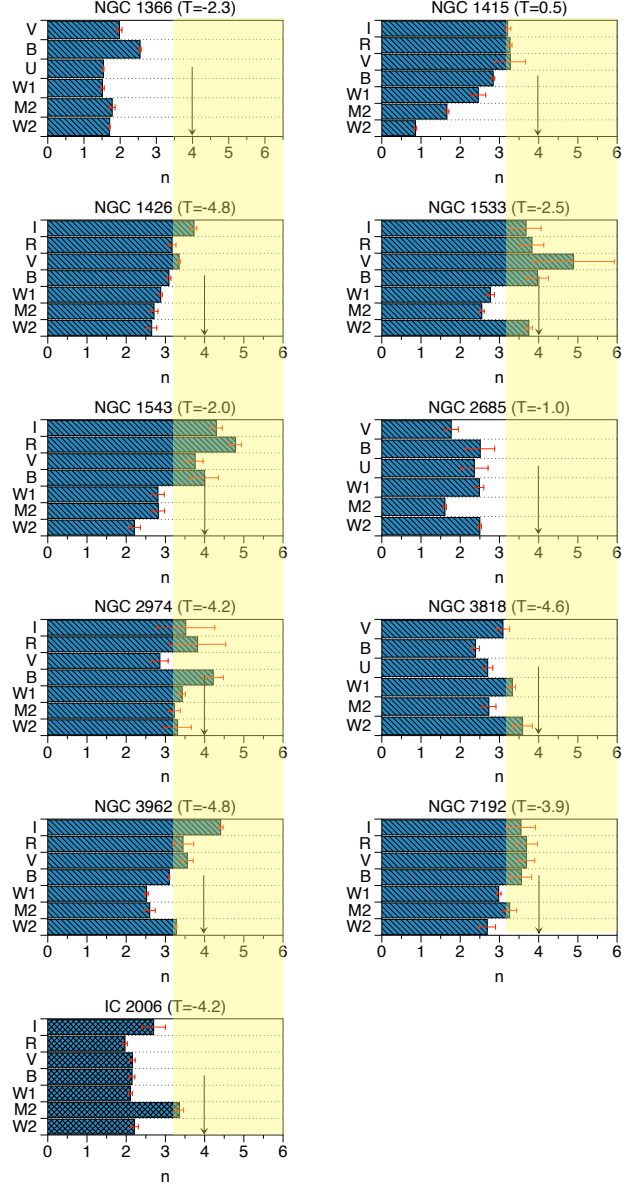 NGC 1366 (T=-2.3)
V
B
U
W1
M2
W2
0 1 2 3 4 5 6
n
NGC 1415 (T=0.5)
I
R
V
B
W1
M2
W2
0 1 2 3 4 5 6
n
NGC 1426 (T=-4.8)
I
R
V
B
W1
M2
W2
0 1 2 3 4 5 6
n
NGC 1533 (T=-2.5)
I
R
V
B
W1
M2
W2
0 1 2 3 4 5 6
n
NGC 1543 (T=-2.0)
I
R
V
B
W1
M2
W2
0 1 2 3 4 5 6
n
NGC 2685 (T=-1.0)
V
B
U
W1
M2
W2
0 1 2 3 4 5 6
n
NGC 2974 (T=-4.2)
I
R
V
B
W1
M2
W2
0 1 2 3 4 5 6
n
NGC 3818 (T=-4.6)
V
B
U
W1
M2
W2
0 1 2 3 4 5 6
n
NGC 3962 (T=-4.8)
I
R
V
B
W1
M2
W2
0 1 2 3 4 5 6
n
NGC 7192 (T=-3.9)
I
R
V
B
W1
M2
W2
0 1 2 3 4 5 6
n
IC 2006 (T=-4.2)
I
R
V
B
W1
M2
W2
0 1 2 3 4 5 6
n